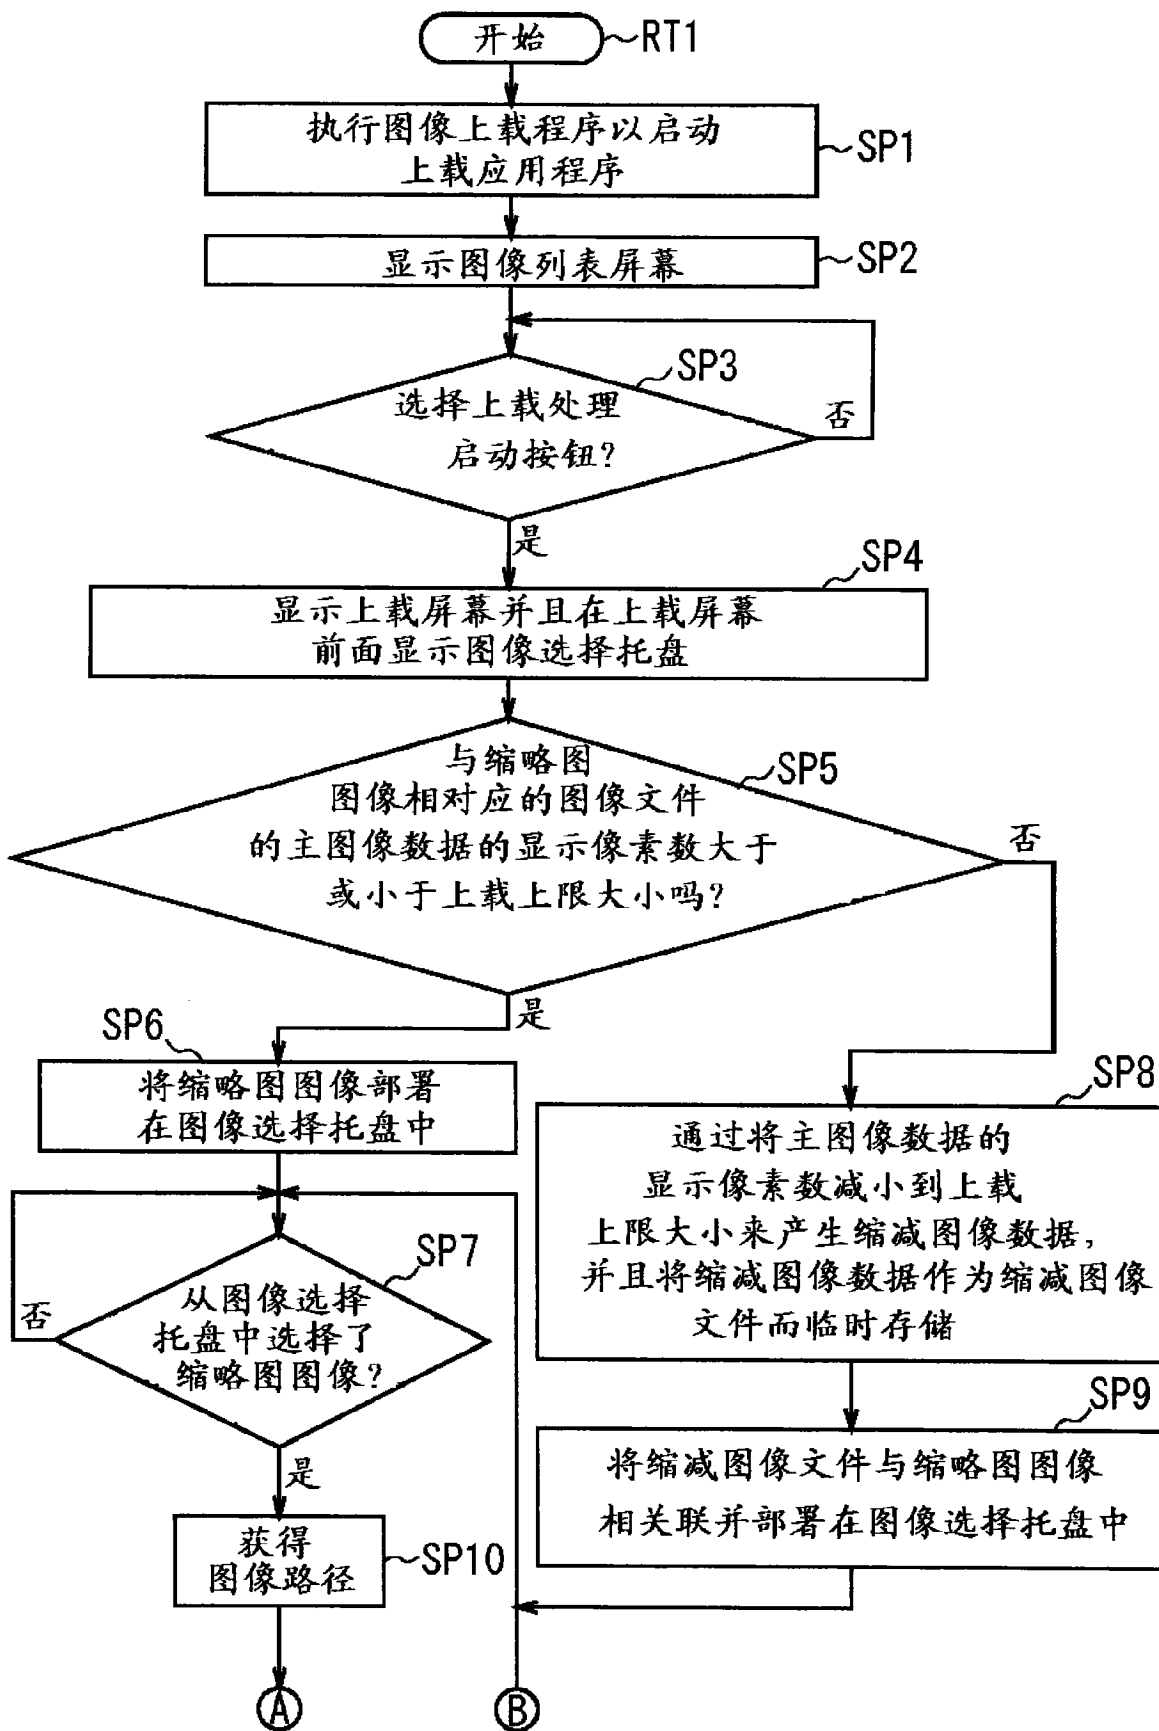 开始
RT1
执行图像上载程序以启动
上载应用程序
SP1
显示图像列表屏幕
SP2
SP3
选择上载处理
启动按钮?
否
是
SP4
显示上载屏幕并且在上载屏幕
前面显示图像选择托盘
SP5
与缩略图
图像相对应的图像文件
的主图像数据的显示像素数大于
或小于上载上限大小吗?
否
是
SP6
将缩略图图像部署
在图像选择托盘中
SP8
通过将主图像数据的
显示像素数减小到上载
上限大小来产生缩减图像数据,
并且将缩减图像数据作为缩减图像
文件而临时存储
SP7
从图像选择
托盘中选择了
缩略图图像?
否
是
SP9
将缩减图像文件与缩略图图像
相关联并部署在图像选择托盘中
获得
图像路径
SP10
A
B